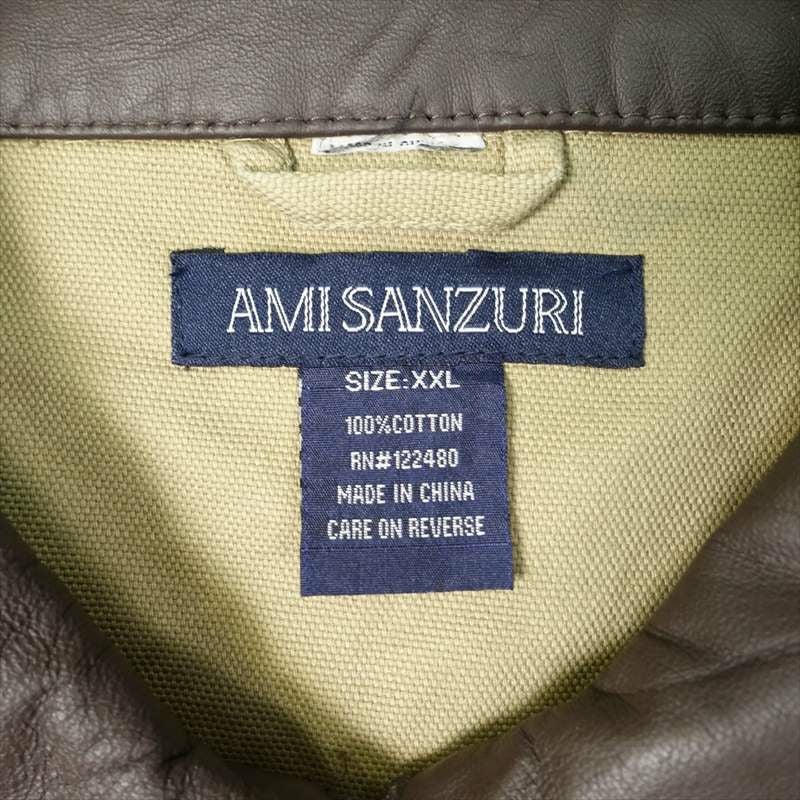 AMI SANZURI
SIZE:XXL
100%COTTON
RN#122480
MADE IN CHINA
CARE ON REVERSE